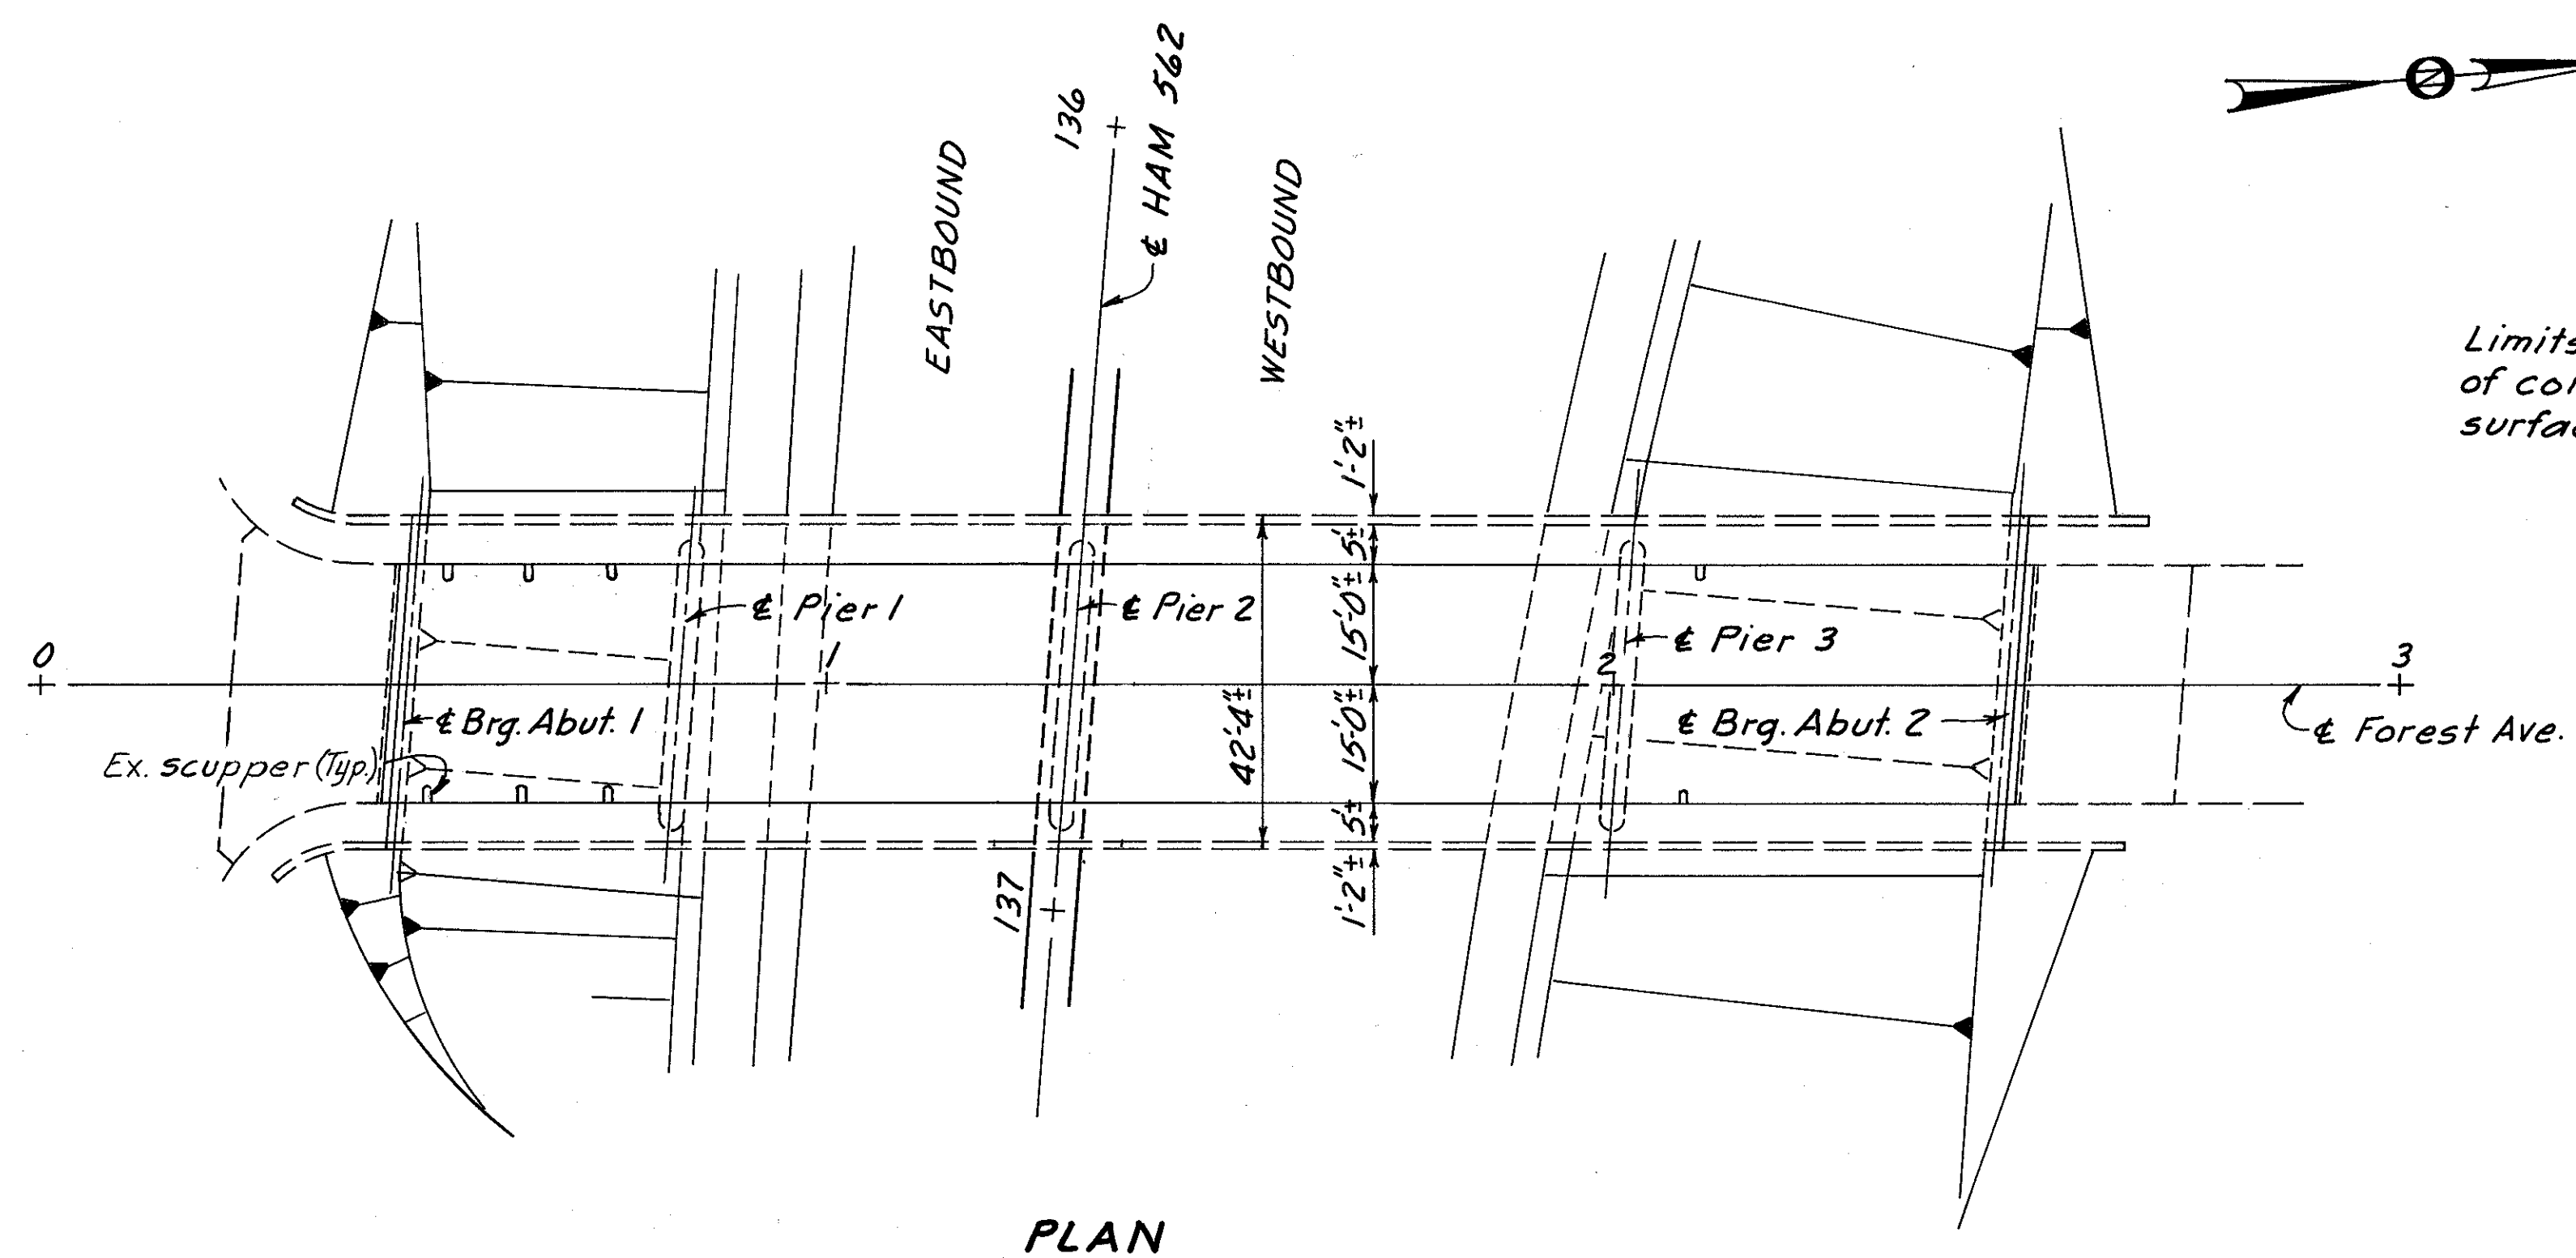 136
℄ HAM 562
EASTBOUND
WESTBOUND
N
Limits
of
1'-2"±
5'±
15'-0"±
15'-0"±
5'±
1'-2"±
42'-4"±
℄ Pier 1
℄ Pier 2
℄ Pier 3
0
1
2
3
℄ Brg. Abut. 1
℄ Brg. Abut. 2
℄ Forest Ave.
Ex. scupper (Typ.)
137
PLAN